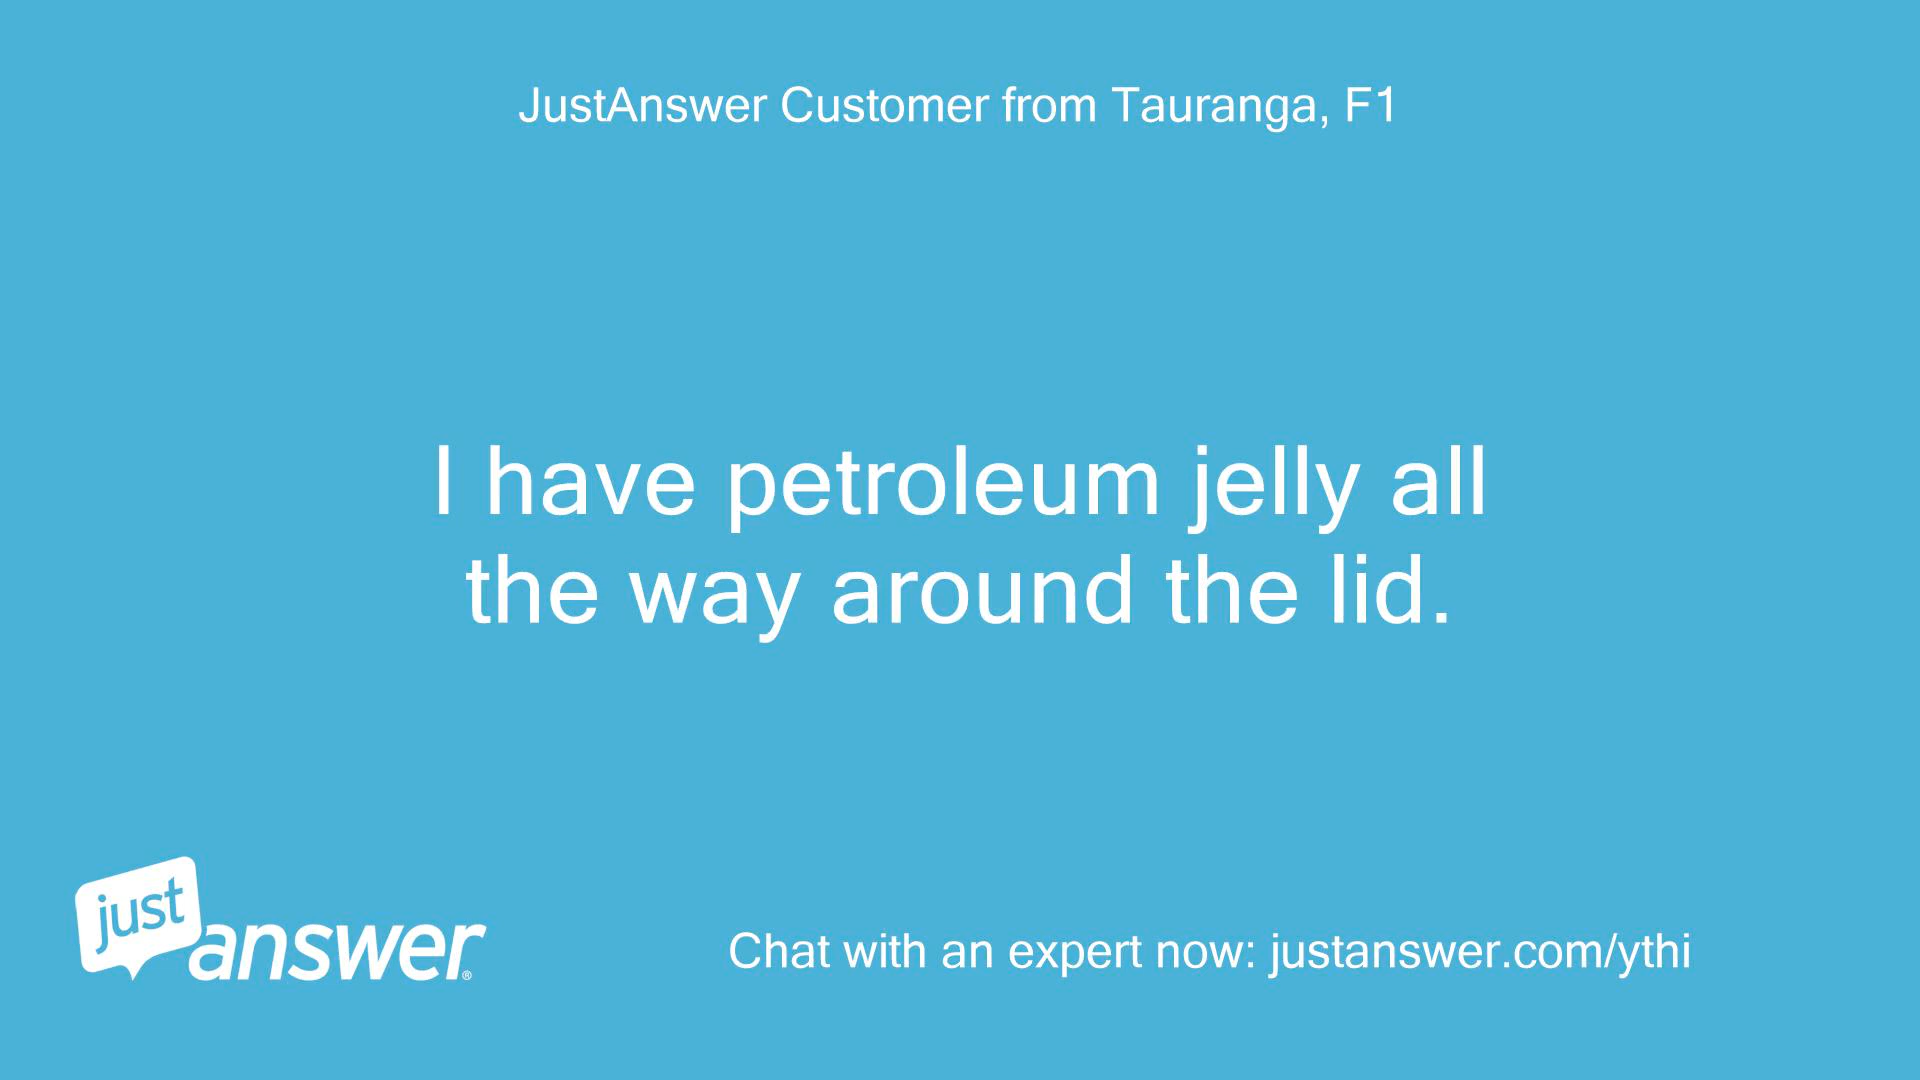 JustAnswer Customer from Tauranga, F1
I have petroleum jelly all
the way around the lid.
just
answer®
Chat with an expert now: justanswer.com/ythi